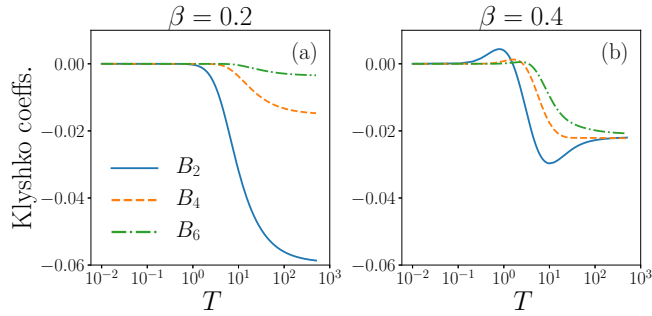 β = 0.2
β = 0.4
Klyshko coeffs.
(a)
(b)
0.00
−0.02
−0.04
−0.06
0.00
−0.02
−0.04
−0.06
B₂
B₄
B₆
10⁻² 10⁻¹ 10⁰ 10¹ 10² 10³
10⁻² 10⁻¹ 10⁰ 10¹ 10² 10³
T
T